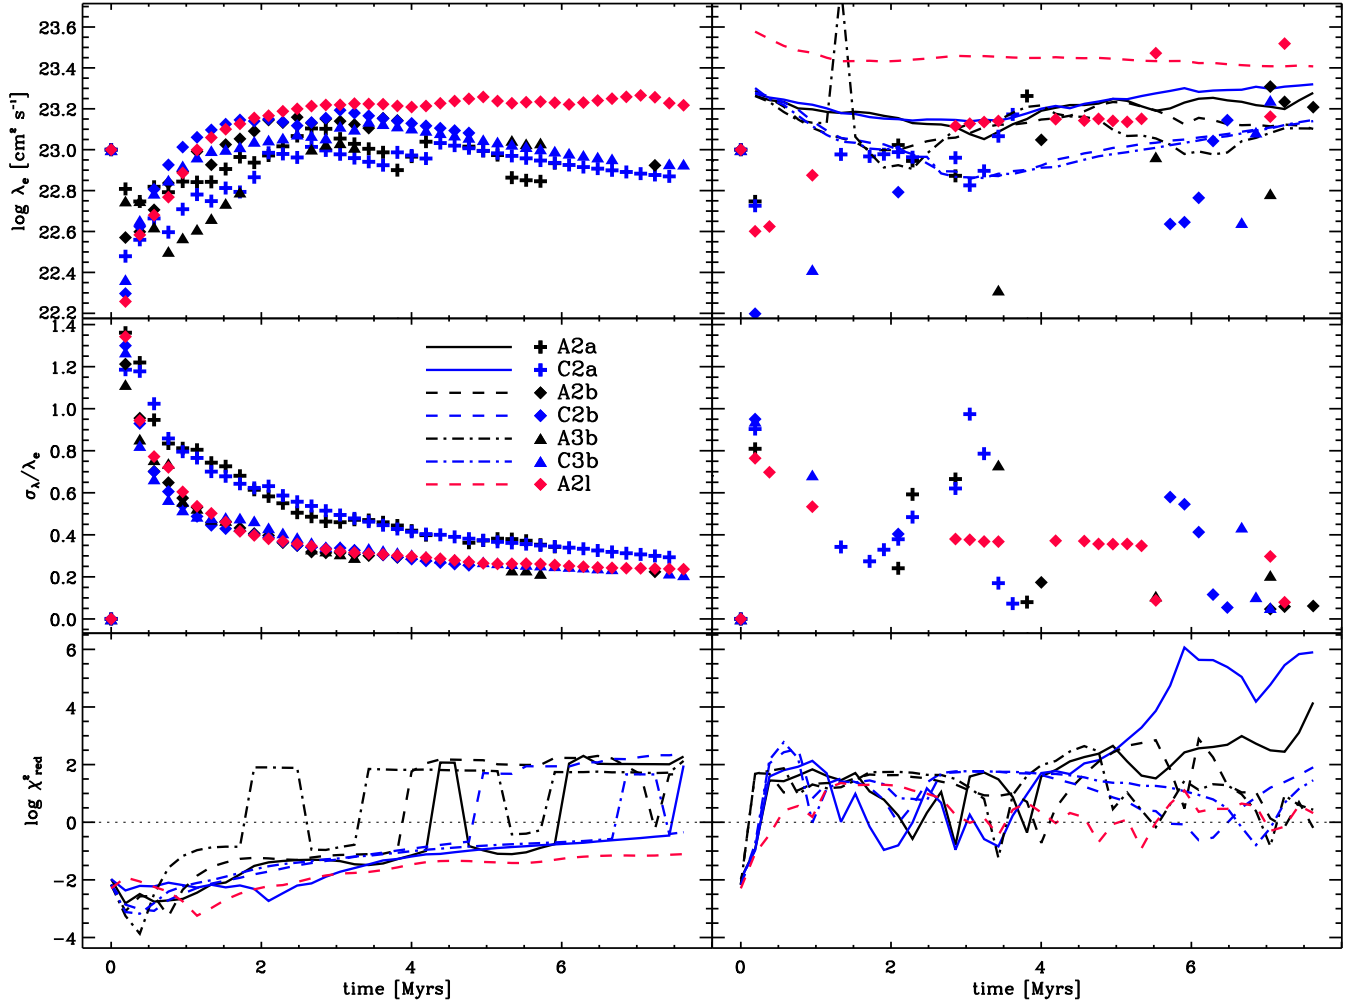 23.6
23.4
23.2
23.0
22.8
22.6
22.4
22.2
log λe [cm² s⁻¹]
1.4
1.2
1.0
0.8
0.6
0.4
0.2
0.0
σλ/λe
A2a
C2a
A2b
C2b
A3b
C3b
A2l
6
4
2
0
-2
-4
log χ²red
0 2 4 6
time [Myrs]
0 2 4 6
time [Myrs]